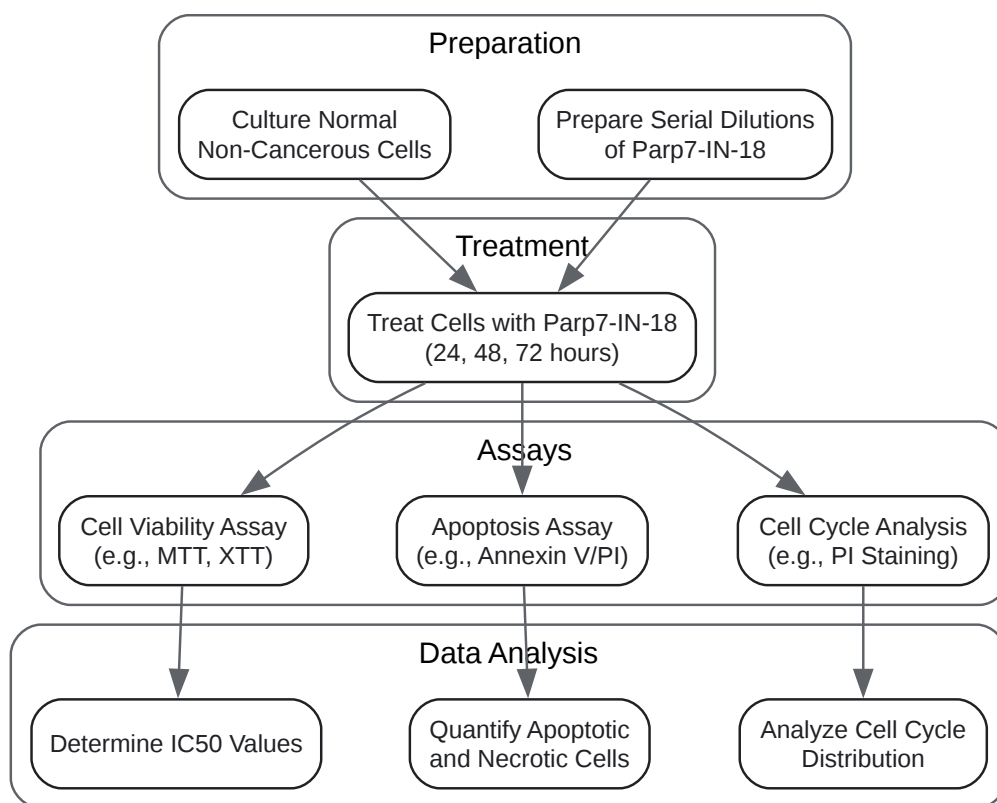 Preparation
Culture Normal
Non-Cancerous Cells
Prepare Serial Dilutions
of Parp7-IN-18
Treatment
Treat Cells with Parp7-IN-18
(24, 48, 72 hours)
Assays
Cell Viability Assay
(e.g., MTT, XTT)
Apoptosis Assay
(e.g., Annexin V/PI)
Cell Cycle Analysis
(e.g., PI Staining)
Data Analysis
Determine IC50 Values
Quantify Apoptotic
and Necrotic Cells
Analyze Cell Cycle
Distribution